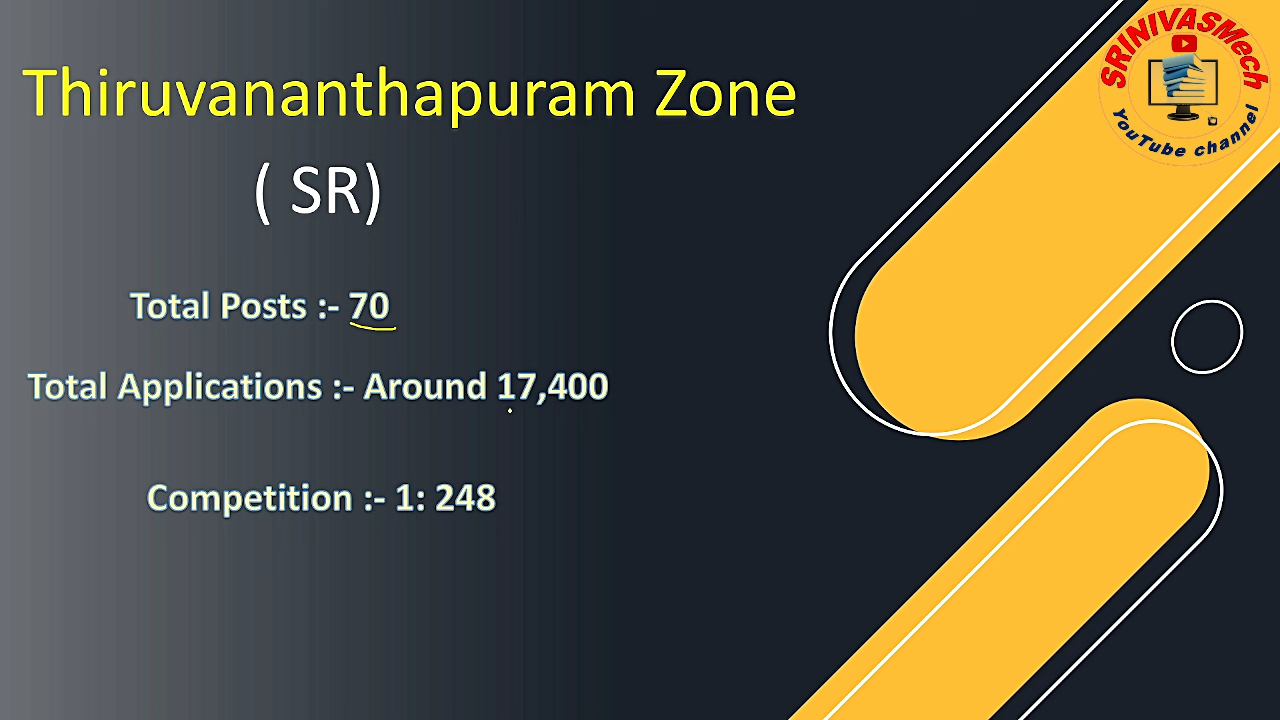 Thiruvananthapuram Zone
( SR)
Total Posts :- 70
Total Applications :- Around 17,400
Competition :- 1: 248
SRINIVASMech
YouTube channel